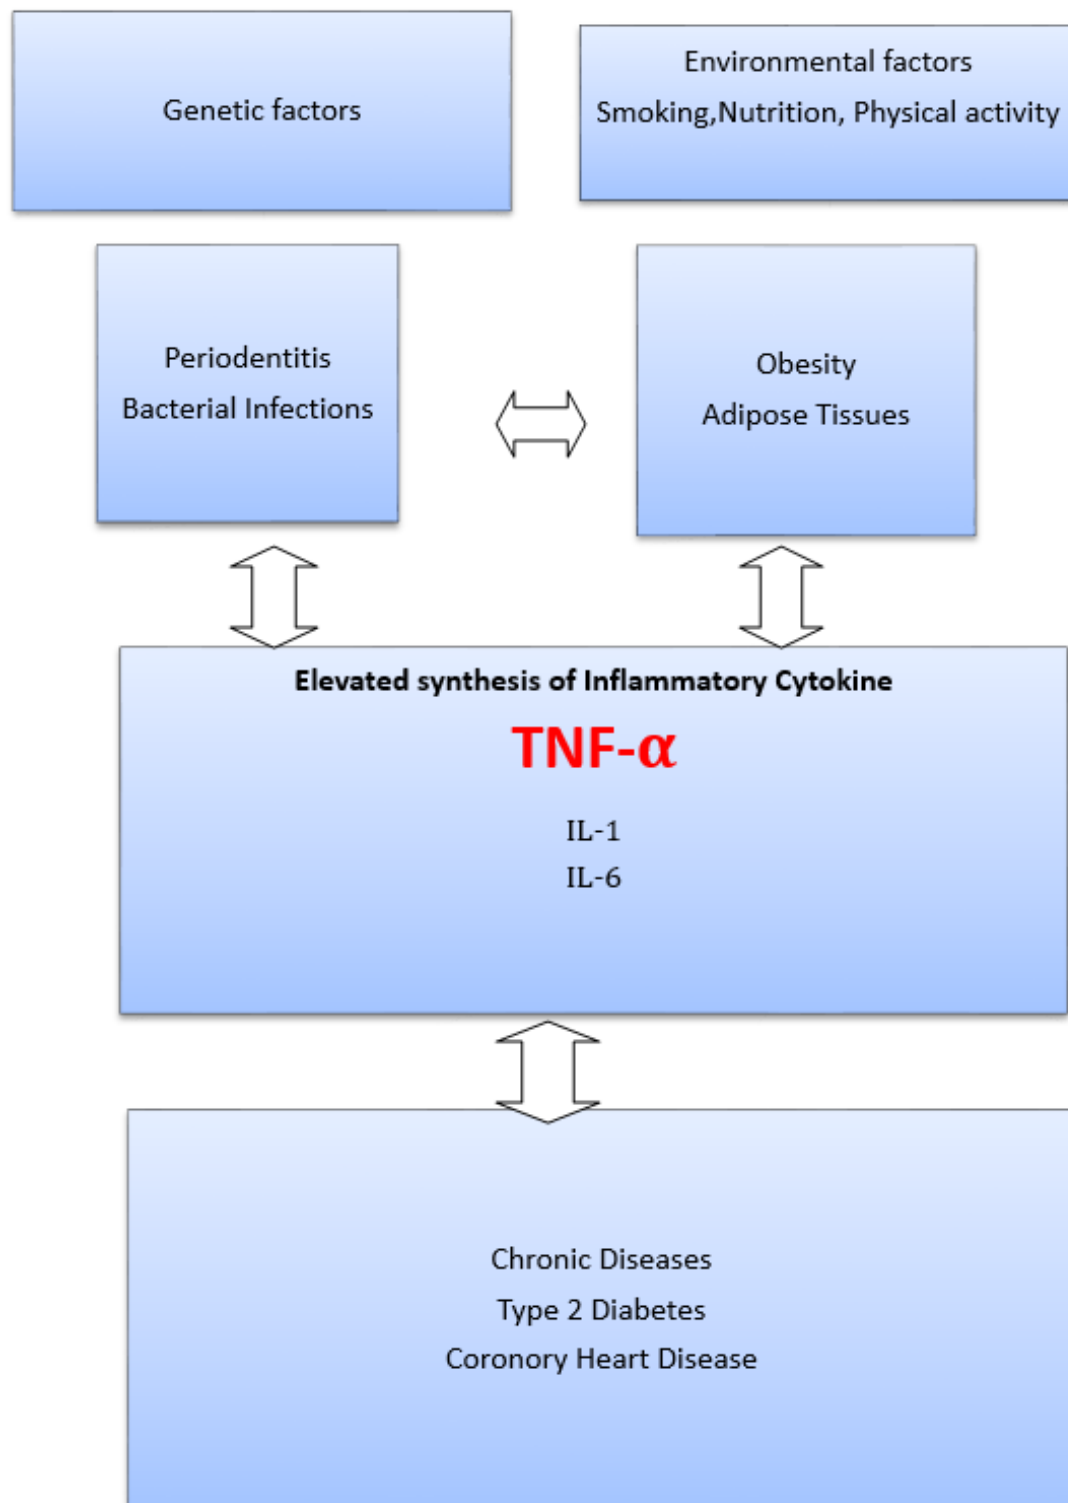 Genetic factors
Environmental factors
Smoking,Nutrition, Physical activity
Periodentitis
Bacterial Infections
Obesity
Adipose Tissues
Elevated synthesis of Inflammatory Cytokine
TNF-α
IL-1
IL-6
Chronic Diseases
Type 2 Diabetes
Coronory Heart Disease